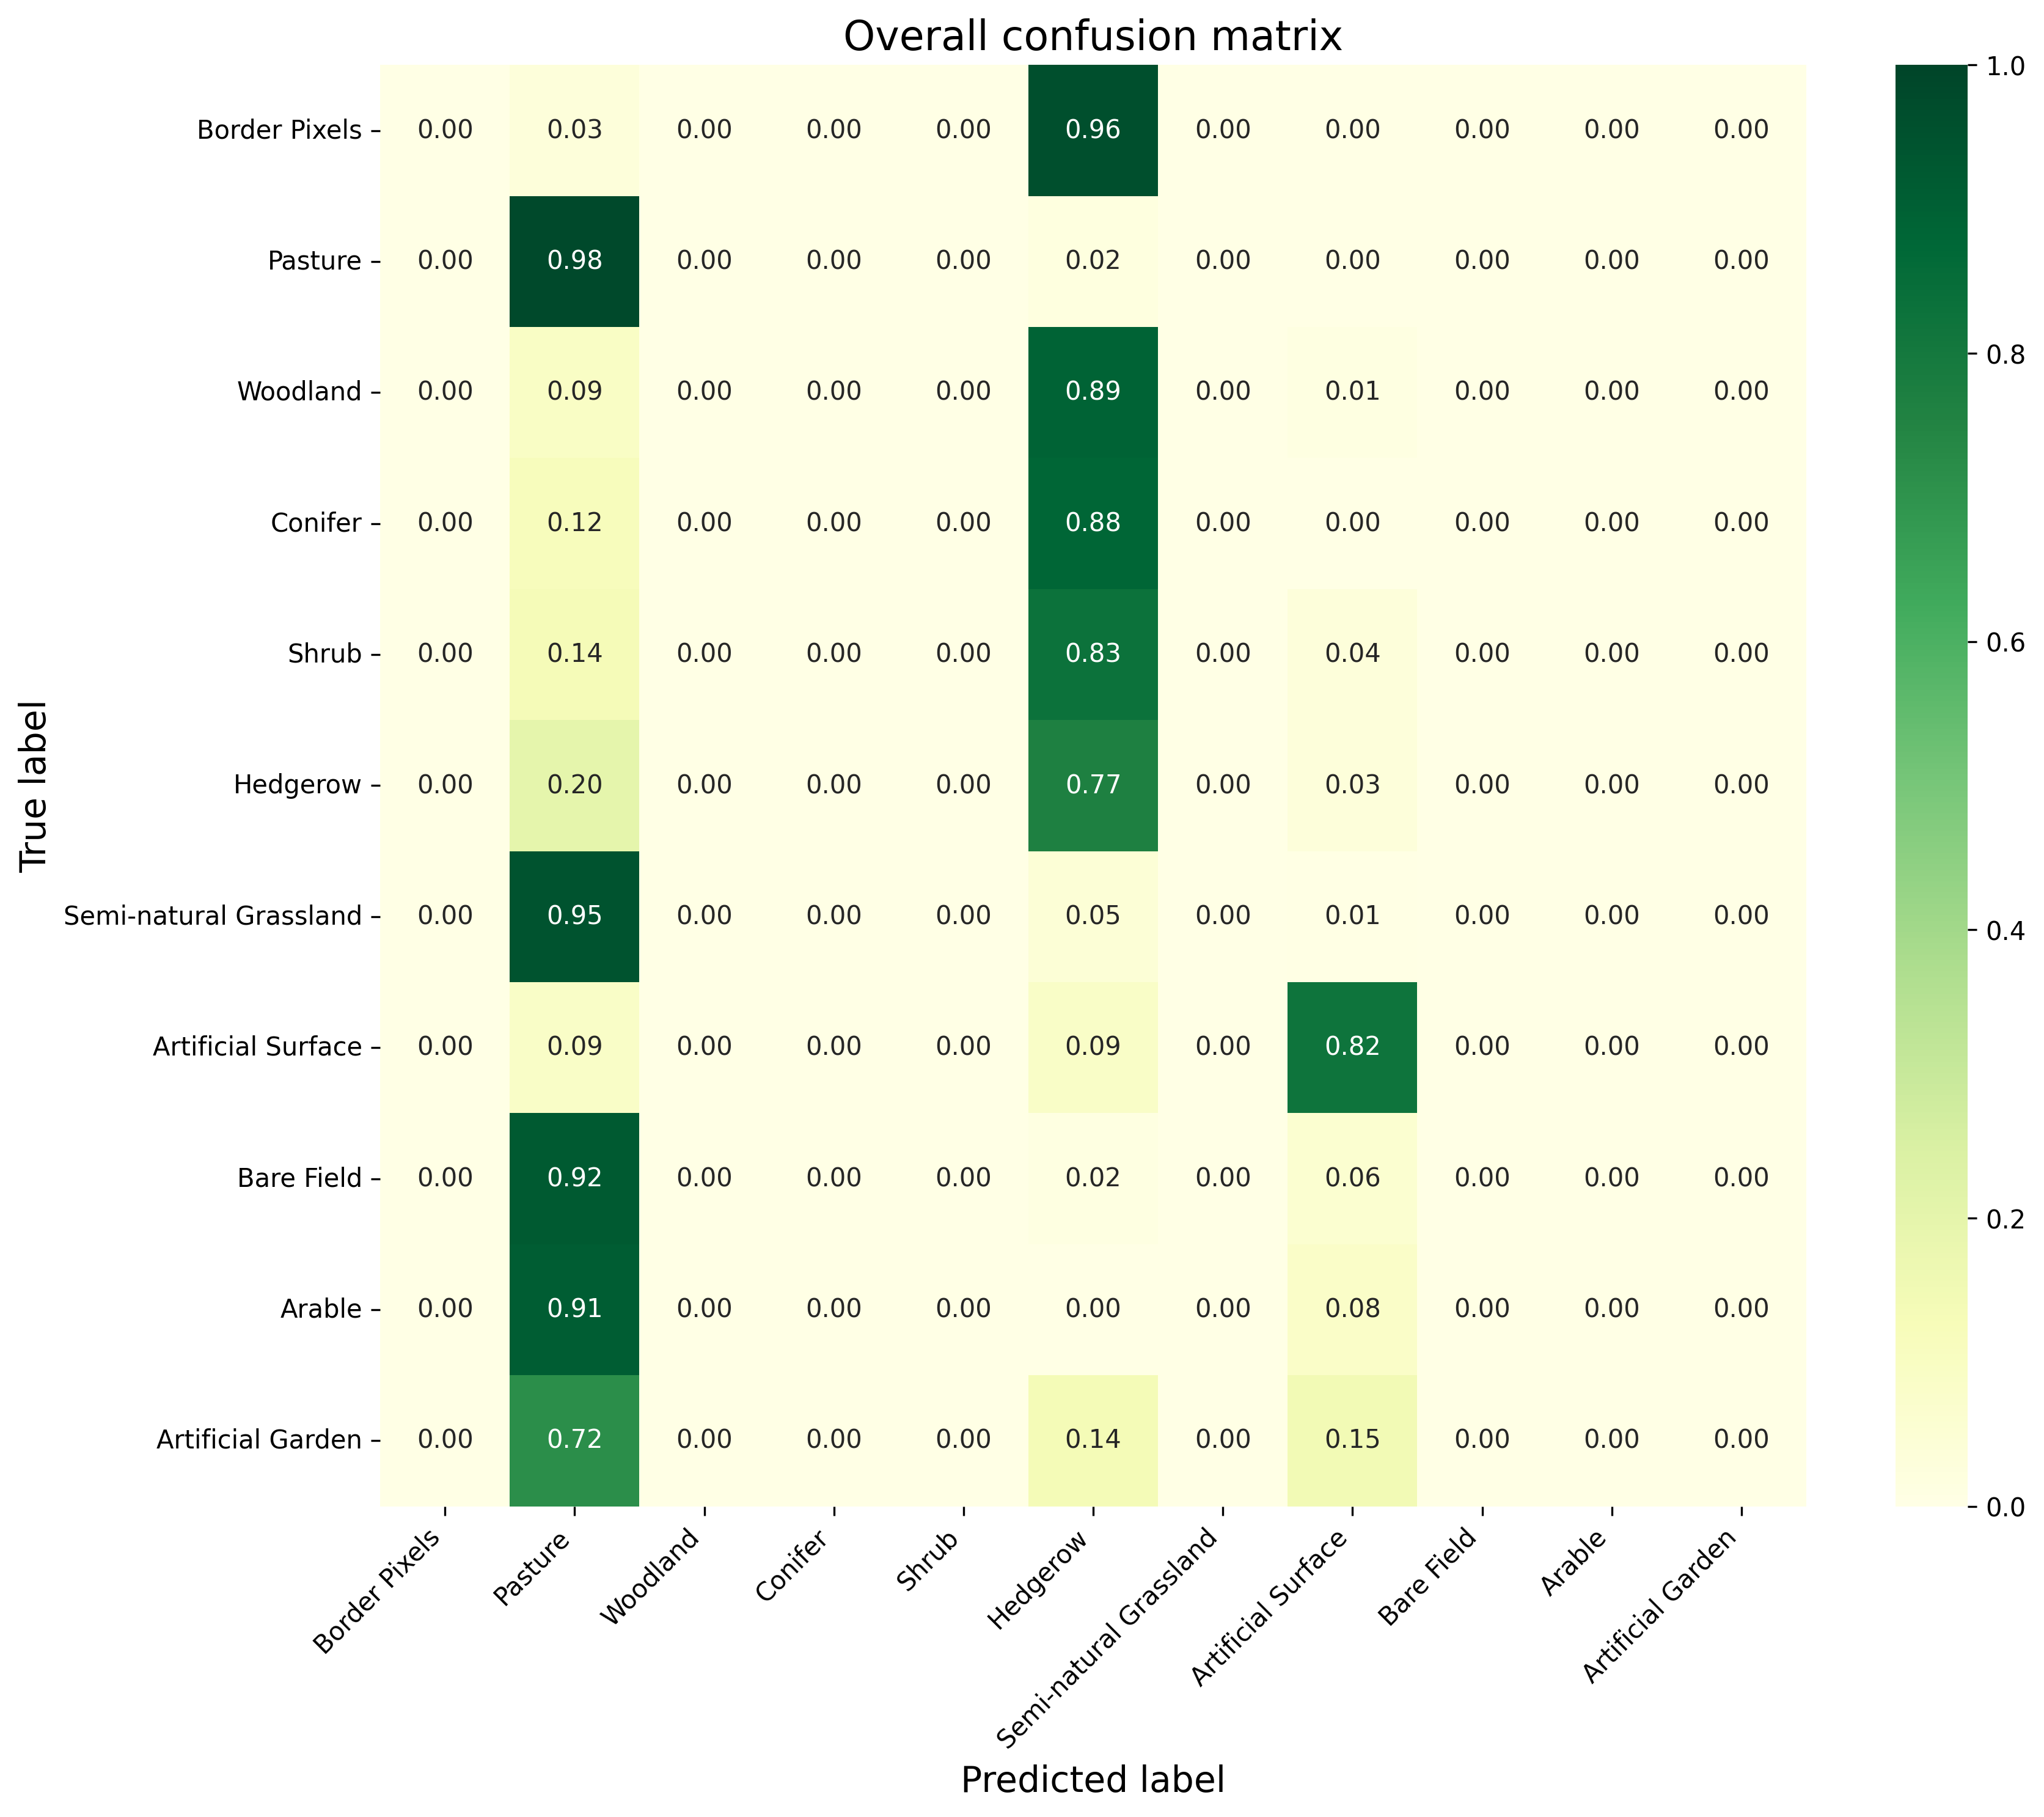 Overall confusion matrix
Border Pixels 0.00 0.03 0.00 0.00 0.00 0.96 0.00 0.00 0.00 0.00 0.00
Pasture 0.00 0.98 0.00 0.00 0.00 0.02 0.00 0.00 0.00 0.00 0.00
Woodland 0.00 0.09 0.00 0.00 0.00 0.89 0.00 0.01 0.00 0.00 0.00
Conifer 0.00 0.12 0.00 0.00 0.00 0.88 0.00 0.00 0.00 0.00 0.00
Shrub 0.00 0.14 0.00 0.00 0.00 0.83 0.00 0.04 0.00 0.00 0.00
Hedgerow 0.00 0.20 0.00 0.00 0.00 0.77 0.00 0.03 0.00 0.00 0.00
Semi-natural Grassland 0.00 0.95 0.00 0.00 0.00 0.05 0.00 0.01 0.00 0.00 0.00
Artificial Surface 0.00 0.09 0.00 0.00 0.00 0.09 0.00 0.82 0.00 0.00 0.00
Bare Field 0.00 0.92 0.00 0.00 0.00 0.02 0.00 0.06 0.00 0.00 0.00
Arable 0.00 0.91 0.00 0.00 0.00 0.00 0.00 0.08 0.00 0.00 0.00
Artificial Garden 0.00 0.72 0.00 0.00 0.00 0.14 0.00 0.15 0.00 0.00 0.00
True label
Border Pixels
Pasture
Woodland
Conifer
Shrub
Hedgerow
Semi-natural Grassland
Artificial Surface
Bare Field
Arable
Artificial Garden
Predicted label
1.0
0.8
0.6
0.4
0.2
0.0